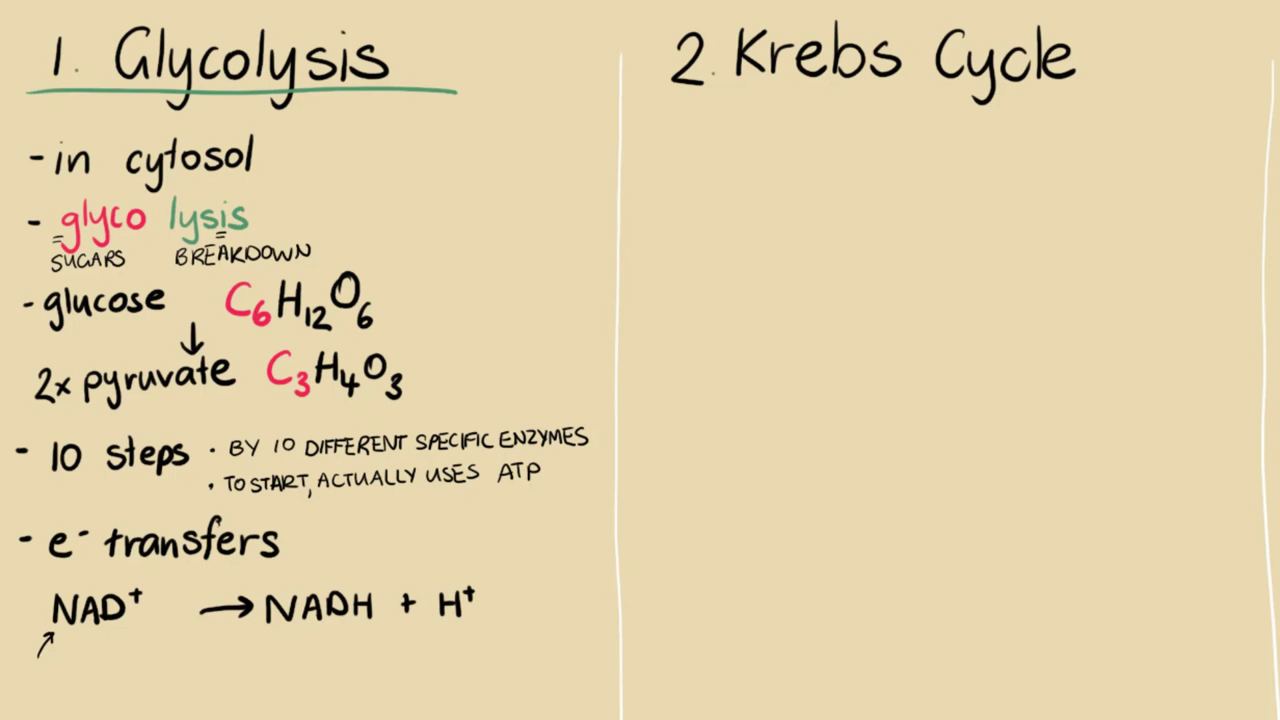 1. Glycolysis
- in cytosol
- glyco lysis
= =
SUGARS BREAKDOWN
- glucose C₆H₁₂O₆
↓
2x pyruvate C₃H₄O₃
- 10 steps · BY 10 DIFFERENT SPECIFIC ENZYMES
· TO START, ACTUALLY USES ATP
- e⁻ transfers
NAD⁺ → NADH + H⁺
2. Krebs Cycle